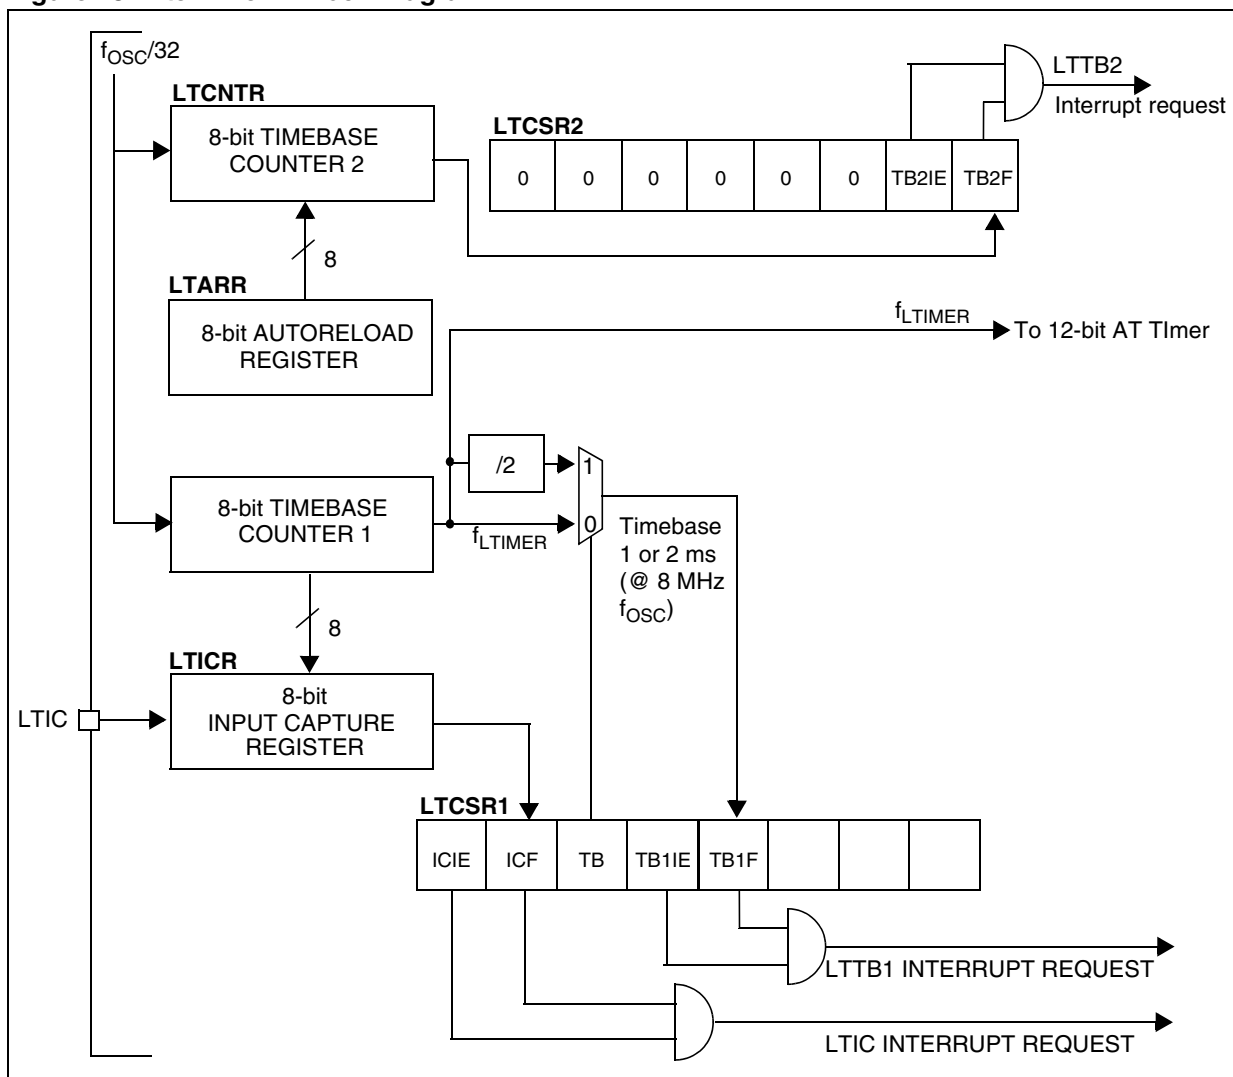 fOSC/32
LTTB2
Interrupt request
LTCNTR
8-bit TIMEBASE
COUNTER 2
LTCSR2
0 0 0 0 0 0 TB2IE TB2F
8
LTARR
8-bit AUTORELOAD
REGISTER
fLTIMER
To 12-bit AT TImer
/2
1
0
8-bit TIMEBASE
COUNTER 1
fLTIMER
Timebase
1 or 2 ms
(@ 8 MHz
fOSC)
8
LTICR
8-bit
INPUT CAPTURE
REGISTER
LTIC
LTCSR1
ICIE ICF TB TB1IE TB1F
LTTB1 INTERRUPT REQUEST
LTIC INTERRUPT REQUEST